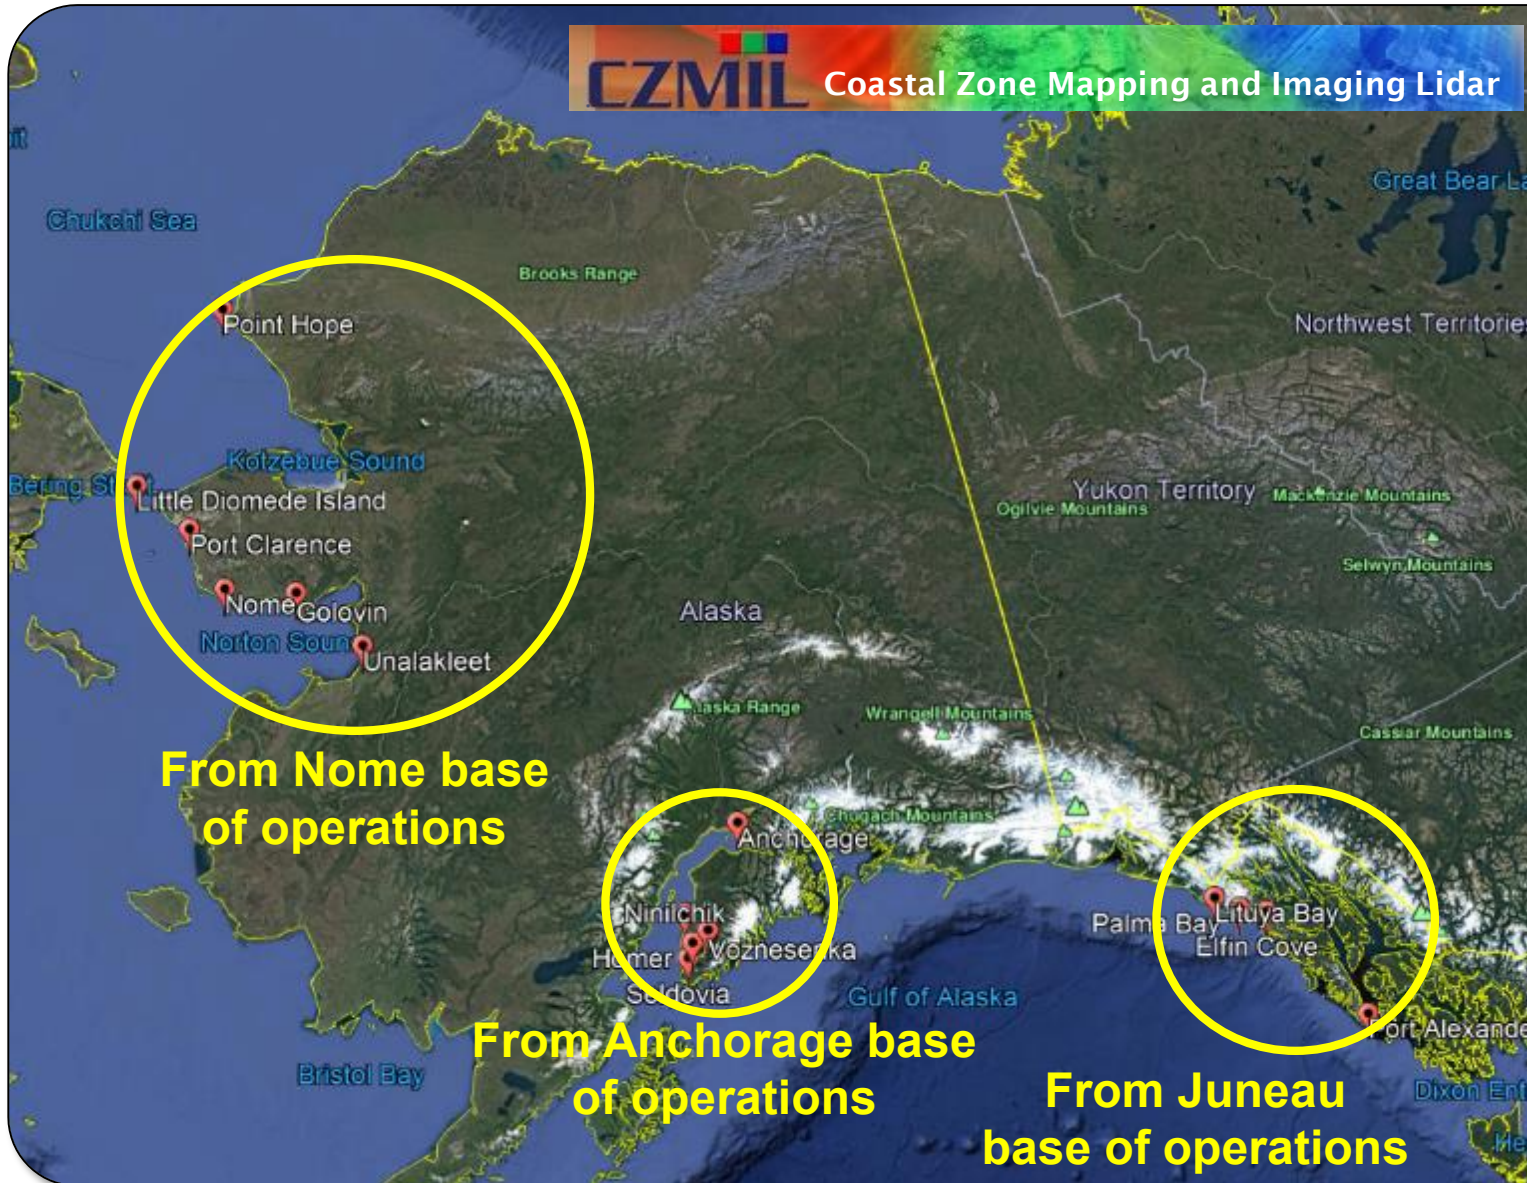 CZMIL Coastal Zone Mapping and Imaging Lidar
Great Bear La
Chukchi Sea
Brooks Range
Point Hope
Northwest Territorie
Kotzebue Sound
Bering St
Little Diomede Island
Yukon Territory
Mackenzie Mountains
Ogilvie Mountains
Port Clarence
Selwyn Mountains
Nome
Golovin
Alaska
Norton Soun
Unalakleet
laska Range
Wrangell Mountains
Cassiar Mountains
From Nome base
of operations
Chugach Mountains
Anchorage
Ninilchik
Lituya Bay
Palma Bay
Elfin Cove
Homer
Voznesenka
Seldovia
Gulf of Alaska
Port Alexande
From Anchorage base
of operations
Bristol Bay
From Juneau
base of operations
Dixon Ent
He